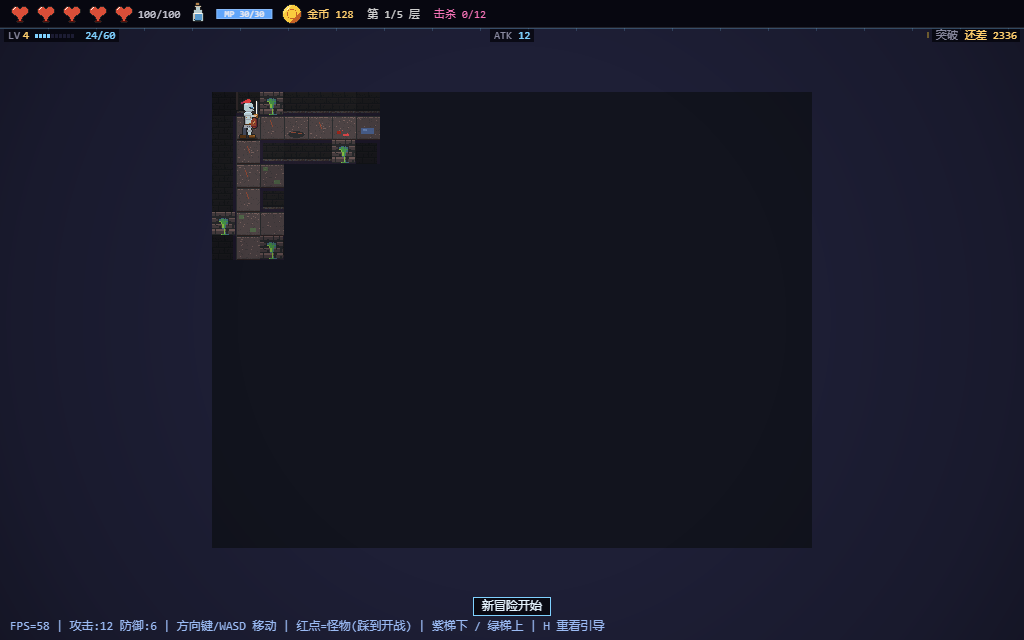 100/100 MP 30/30 金币 128 第 1/5 层 击杀 0/12
LV 4 24/60 ATK 12 突破 还差 2336
新冒险开始
FPS=58 | 攻击:12 防御:6 | 方向键/WASD 移动 | 红点=怪物(踩到开战) | 紫梯下 / 绿梯上 | H 重看引导